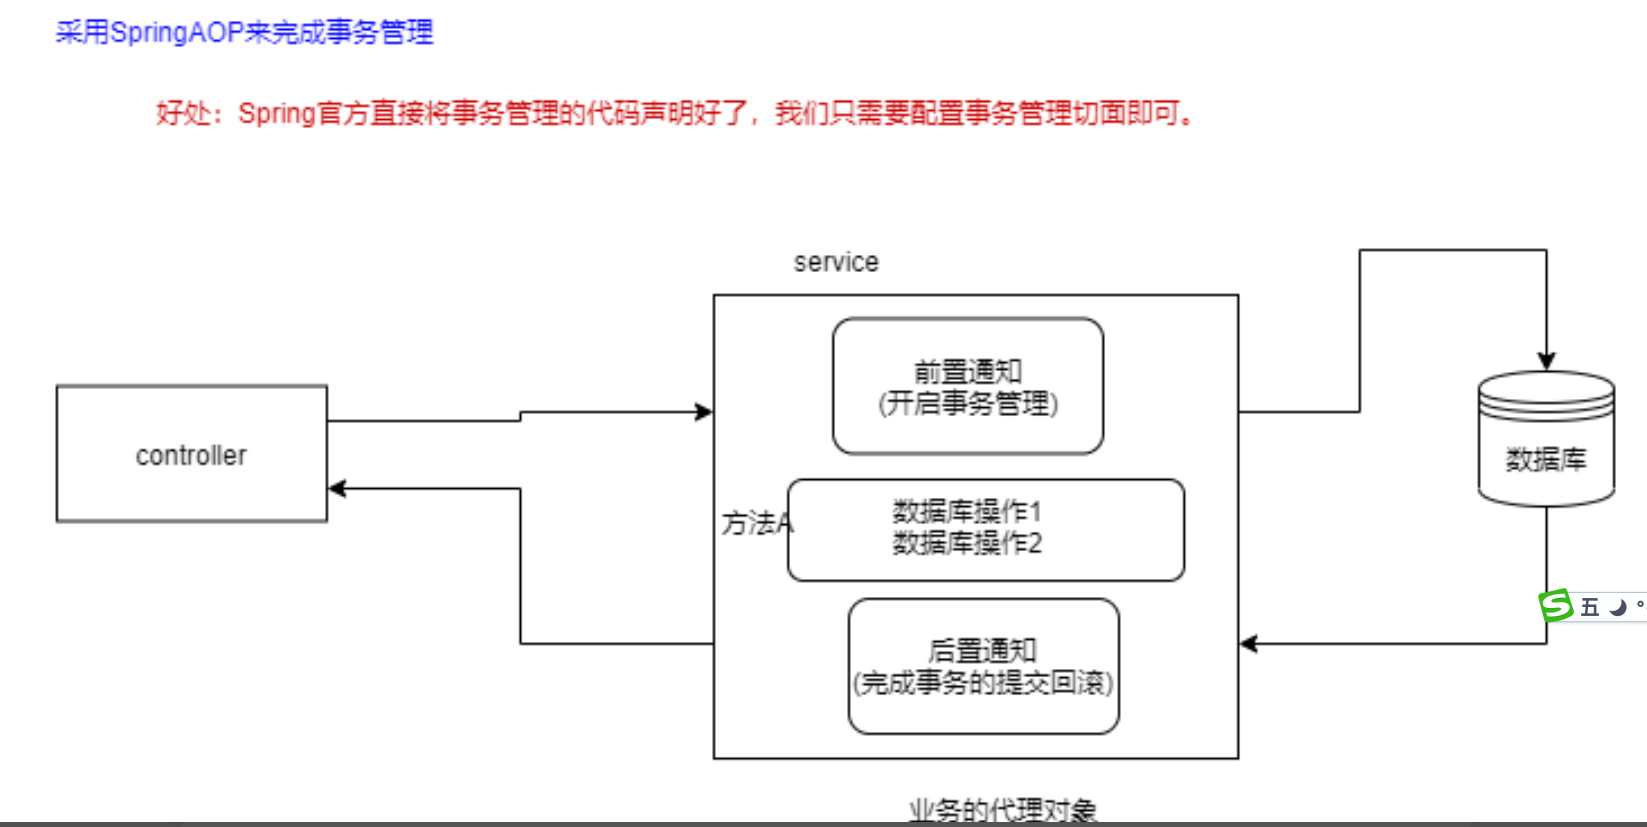 采用SpringAOP来完成事务管理
好处：Spring官方直接将事务管理的代码声明好了，我们只需要配置事务管理切面即可。
service
前置通知
(开启事务管理)
controller
数据库
方法A
数据库操作1
数据库操作2
五
后置通知
(完成事务的提交回滚)
业务的代理对象